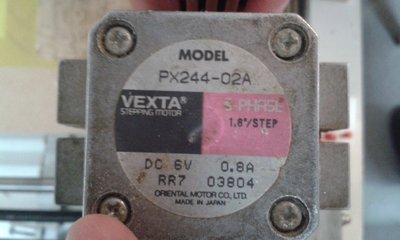 MODEL
PX244-02A
VEXTA®
STEPPING MOTOR
-PHASE
1.8°/STEP
DC 6V 0.8A
RR7 03804
ORIENTAL MOTOR CO., LTD.
MADE IN JAPAN